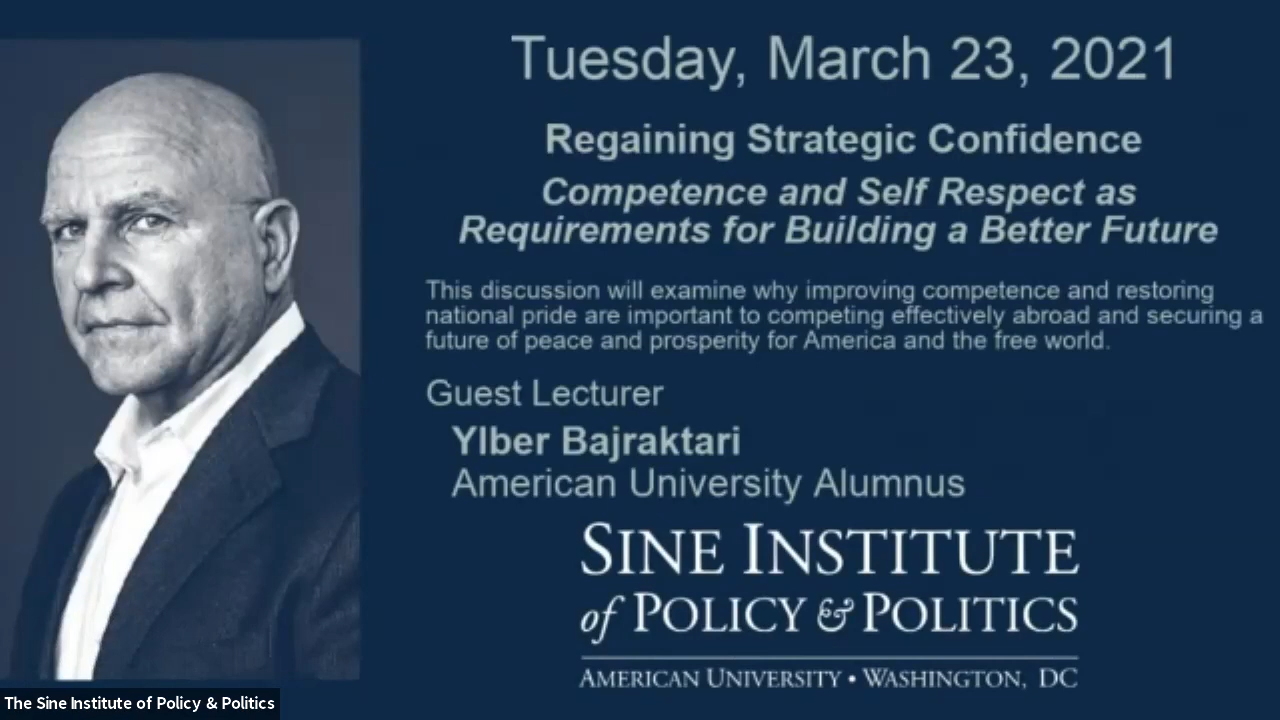 Tuesday, March 23, 2021
Regaining Strategic Confidence
Competence and Self Respect as
Requirements for Building a Better Future
This discussion will examine why improving competence and restoring
national pride are important to competing effectively abroad and securing a
future of peace and prosperity for America and the free world.
Guest Lecturer
Ylber Bajraktari
American University Alumnus
SINE INSTITUTE
of POLICY & POLITICS
AMERICAN UNIVERSITY • WASHINGTON, DC
The Sine Institute of Policy & Politics